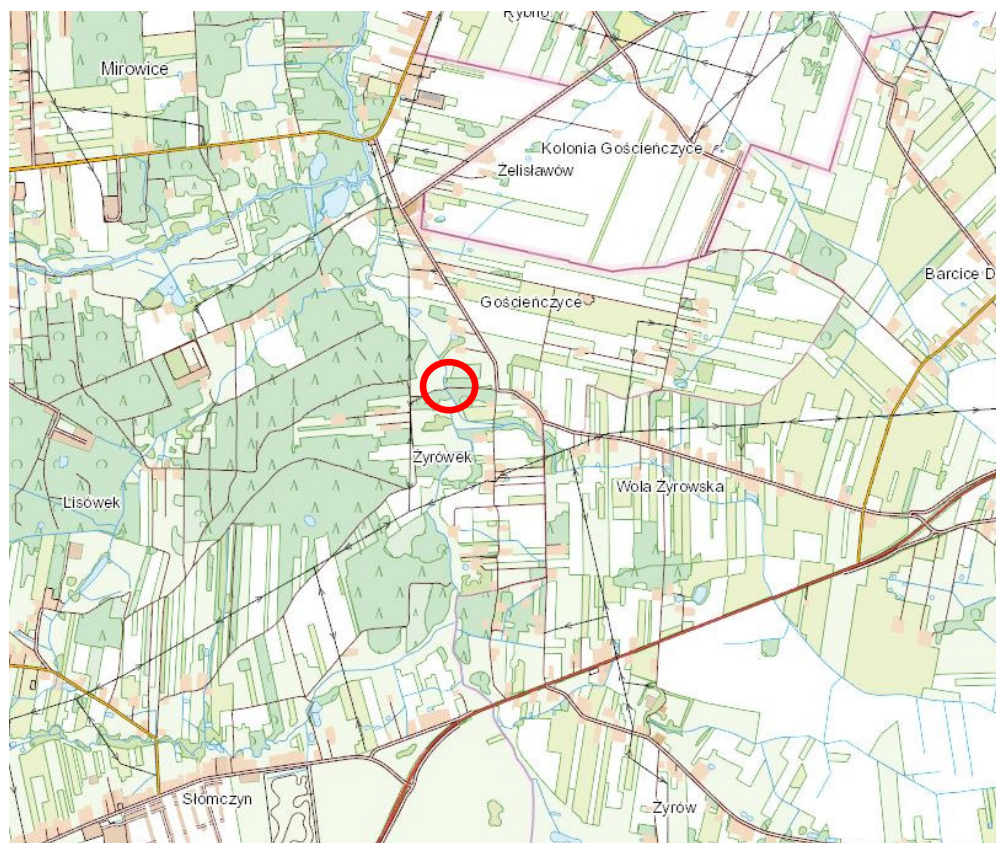 Rybno
Mirowice
Kolonia Gościeńczyce
Żelisławów
Barcice D
Gościeńczyce
Żyrówek
Wola Żyrowska
Lisówek
Słomczyn
Żyrów